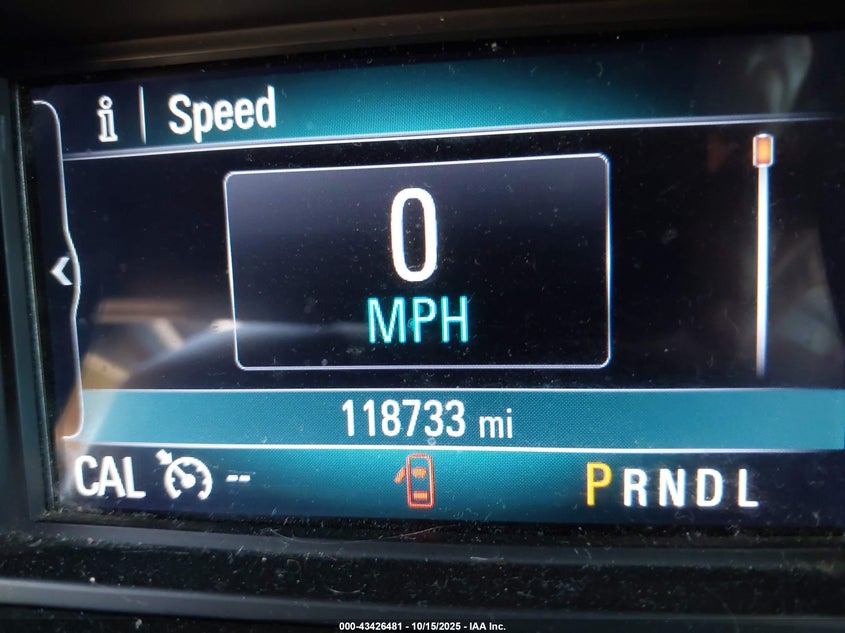 i Speed
0
MPH
118733 mi
CAL -- PRNDL
000-43426481 - 10/15/2025 - IAA Inc.